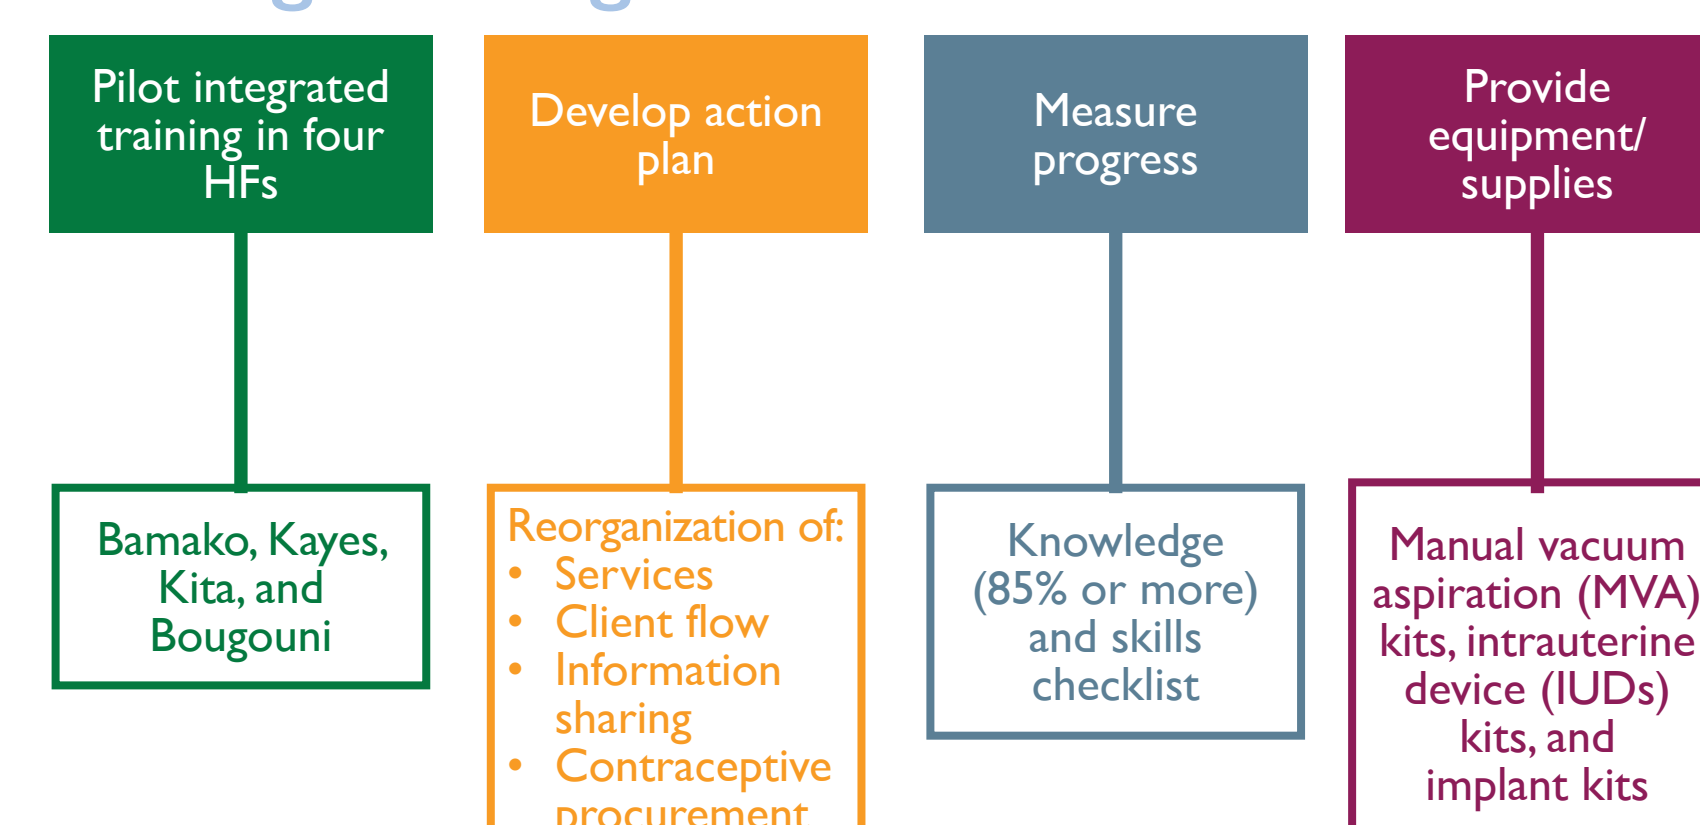 Pilot integrated
training in four
HFs
Develop action
plan
Measure
progress
Provide
equipment/
supplies
Bamako, Kayes,
Kita, and
Bougouni
Reorganization of:
• Services
• Client flow
• Information
sharing
• Contraceptive
procurement
Knowledge
(85% or more)
and skills
checklist
Manual vacuum
aspiration (MVA)
kits, intrauterine
device (IUDs)
kits, and
implant kits